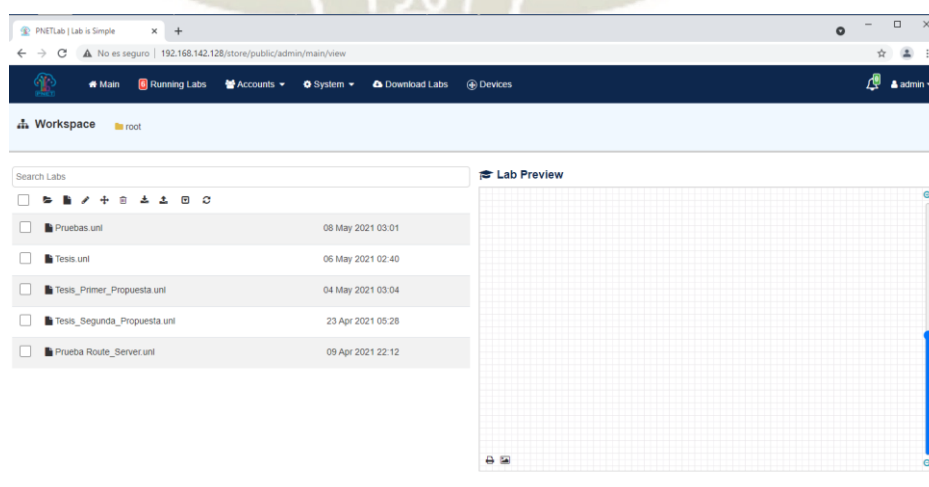 PNETLab | Lab is Simple
No es seguro | 192.168.142.128/store/public/admin/main/view
PNET Main Running Labs Accounts System Download Labs Devices admin
Workspace root
Search Labs
Lab Preview
Pruebas.unl 08 May 2021 03:01
Tesis.unl 06 May 2021 02:40
Tesis_Primer_Propuesta.unl 04 May 2021 03:04
Tesis_Segunda_Propuesta.unl 23 Apr 2021 05:28
Prueba Route_Server.unl 09 Apr 2021 22:12